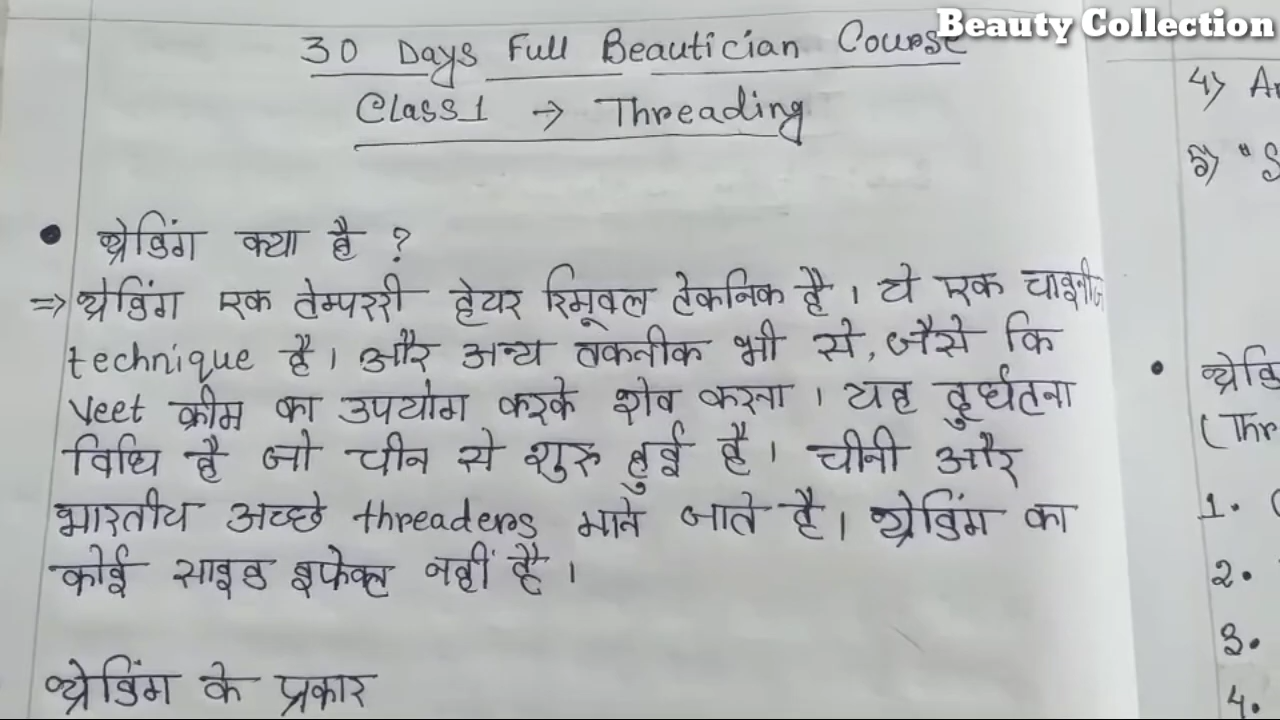 Beauty Collection
30 Days Full Beautician Course
Class 1 → Threading
• थ्रेडिंग क्या है ?
⇒ थ्रेडिंग एक तेम्पररी हेयर रिमूवल टेकनिक है। ये एक चाइनीज
technique है। और अन्य तकनीक भी से, जैसे कि
Veet क्रीम का उपयोग करके शेव करना। यह दुर्घतना
विधि है जो चीन से शुरु हुई है। चीनी और
भारतीय अच्छे threaders माने जाते है। थ्रेडिंग का
कोई साइड इफेक्ट नहीं है।
थ्रेडिंग के प्रकार
4)
5)
•
(Thr
1.
2.
3.
4.